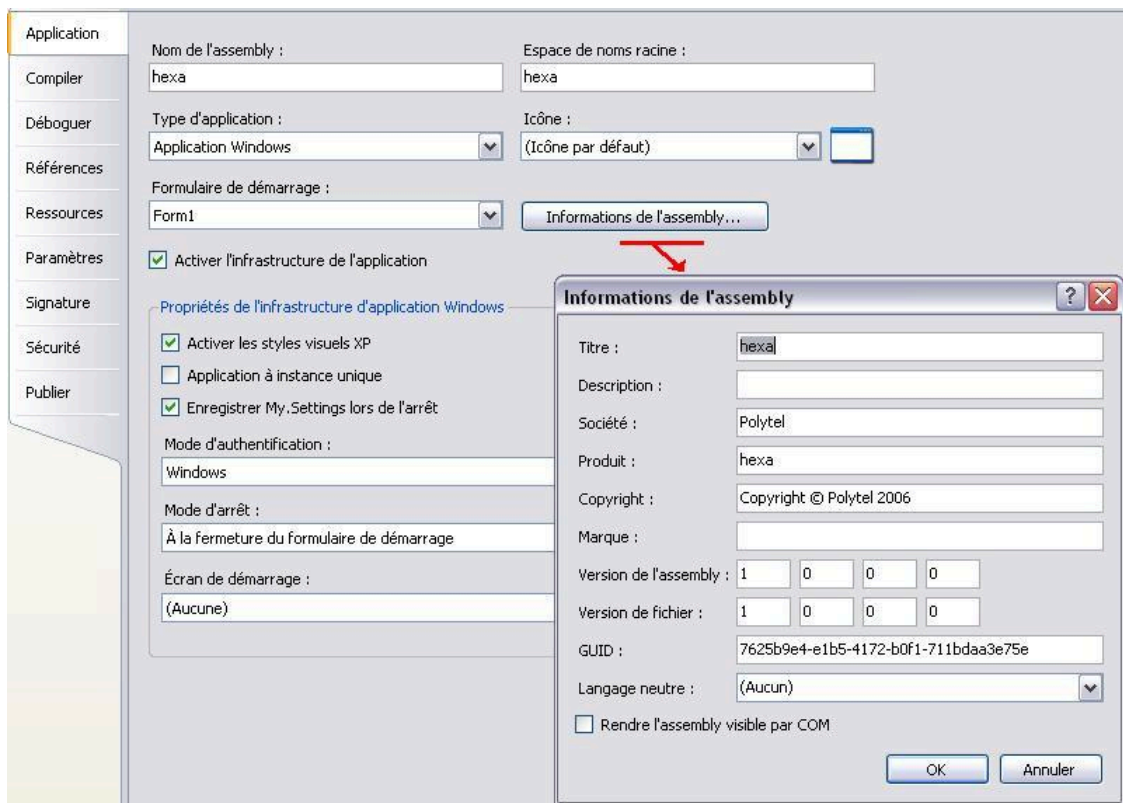 Application
Compiler
Déboguer
Références
Ressources
Paramètres
Signature
Sécurité
Publier
Nom de l'assembly :
Espace de noms racine :
hexa
hexa
Type d'application :
Icône :
Application Windows
(Icône par défaut)
Formulaire de démarrage :
Form1
Informations de l'assembly...
Activer l'infrastructure de l'application
Propriétés de l'infrastructure d'application Windows
Activer les styles visuels XP
Application à instance unique
Enregistrer My.Settings lors de l'arrêt
Mode d'authentification :
Windows
Mode d'arrêt :
À la fermeture du formulaire de démarrage
Écran de démarrage :
(Aucune)
Informations de l'assembly
Titre : hexa
Description :
Société : Polytel
Produit : hexa
Copyright : Copyright © Polytel 2006
Marque :
Version de l'assembly : 1 0 0 0
Version de fichier : 1 0 0 0
GUID : 7625b9e4-e1b5-4172-b0f1-711bdaa3e75e
Langage neutre : (Aucun)
Rendre l'assembly visible par COM
OK Annuler